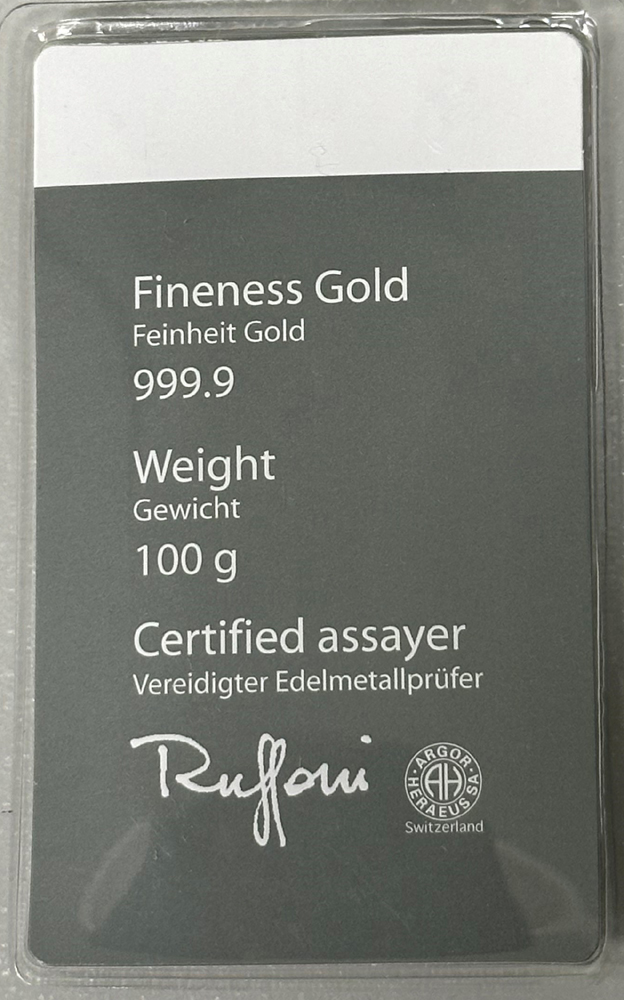 Fineness Gold
Feinheit Gold
999.9
Weight
Gewicht
100 g
Certified assayer
Vereidigter Edelmetallprüfer
Ruffoni
·ARGOR·HERAEUS SA
AH
Switzerland